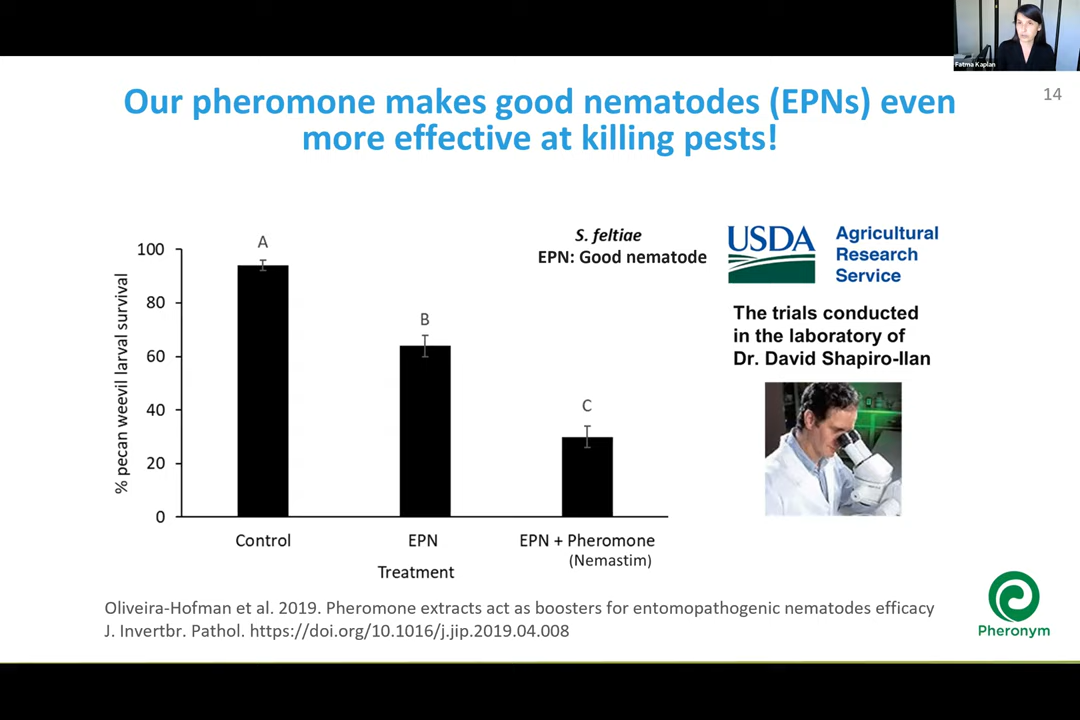 Fatma Kaplan
14
Our pheromone makes good nematodes (EPNs) even
more effective at killing pests!
S. feltiae
EPN: Good nematode
USDA
Agricultural
Research
Service
The trials conducted
in the laboratory of
Dr. David Shapiro-Ilan
% pecan weevil larval survival
100
80
60
40
20
0
A
B
C
Control
EPN
EPN + Pheromone
(Nemastim)
Treatment
Oliveira-Hofman et al. 2019. Pheromone extracts act as boosters for entomopathogenic nematodes efficacy
J. Invertbr. Pathol. https://doi.org/10.1016/j.jip.2019.04.008
Pheronym